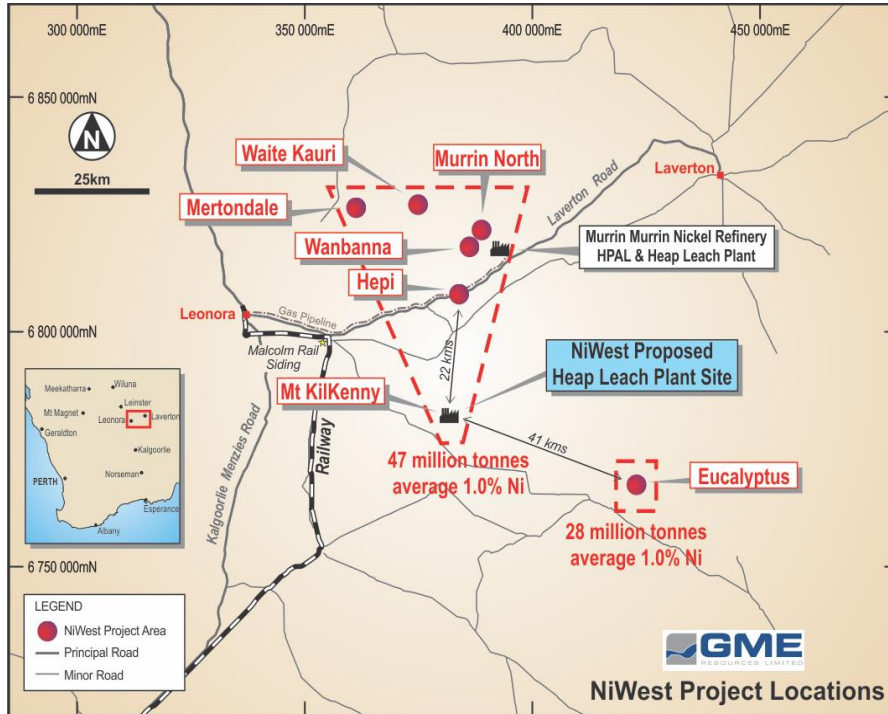 300 000mE
350 000mE
400 000mE
450 000mE
6 850 000mN
N
25km
Waite Kauri
Murrin North
Laverton
Mertondale
Laverton Road
Wanbanna
Murrin Murrin Nickel Refinery
HPAL & Heap Leach Plant
Hepi
Gas Pipeline
Leonora
6 800 000mN
Malcolm Rail
Siding
22 kms
NiWest Proposed
Heap Leach Plant Site
Mt KilKenny
Meekatharra
Wiluna
Leinster
Mt Magnet
Leonora
Laverton
Geraldton
Kalgoorlie
PERTH
Norseman
Esperance
Albany
Kalgoorlie Menzies Road
Railway
47 million tonnes
average 1.0% Ni
41 kms
Eucalyptus
28 million tonnes
average 1.0% Ni
6 750 000mN
LEGEND
NiWest Project Area
Principal Road
Minor Road
GME
RESOURCES LIMITED
NiWest Project Locations